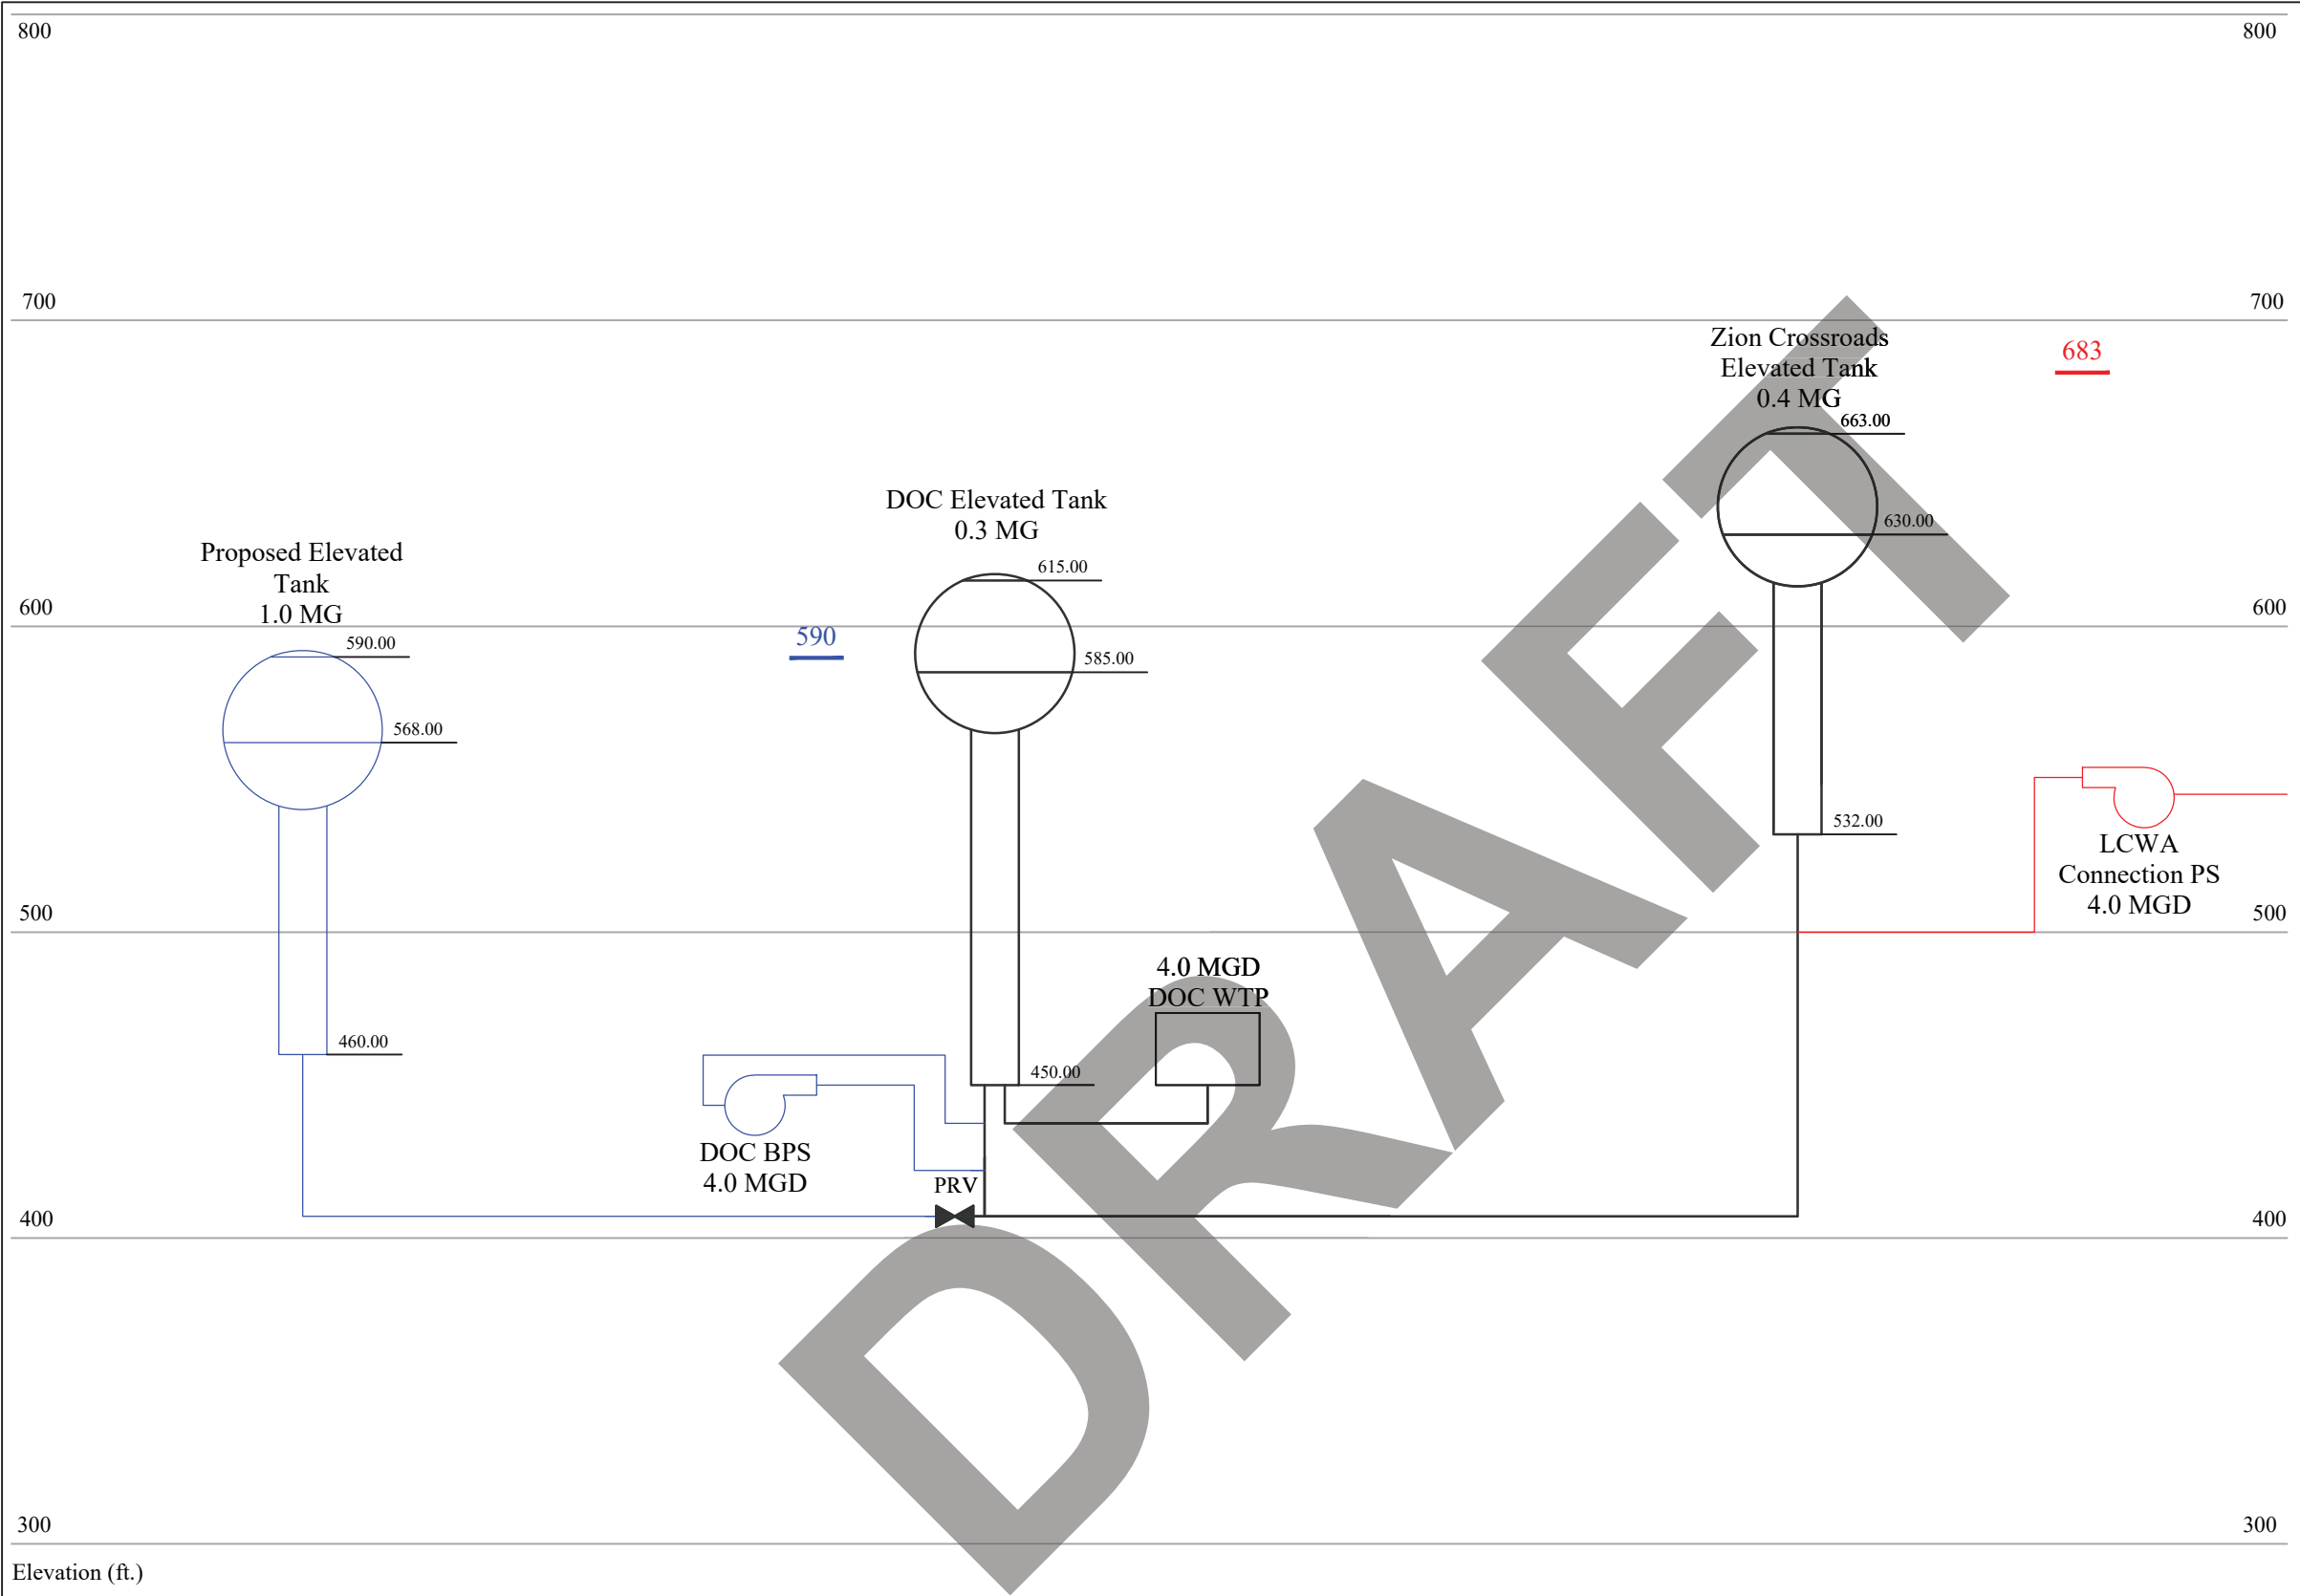 800
800
700
700
Zion Crossroads
Elevated Tank
0.4 MG
683
663.00
DOC Elevated Tank
0.3 MG
630.00
Proposed Elevated
Tank
1.0 MG
615.00
600
600
590.00
590
585.00
568.00
532.00
LCWA
Connection PS
4.0 MGD
500
500
4.0 MGD
DOC WTP
460.00
450.00
DOC BPS
4.0 MGD
PRV
400
400
300
300
Elevation (ft.)
DRAFT